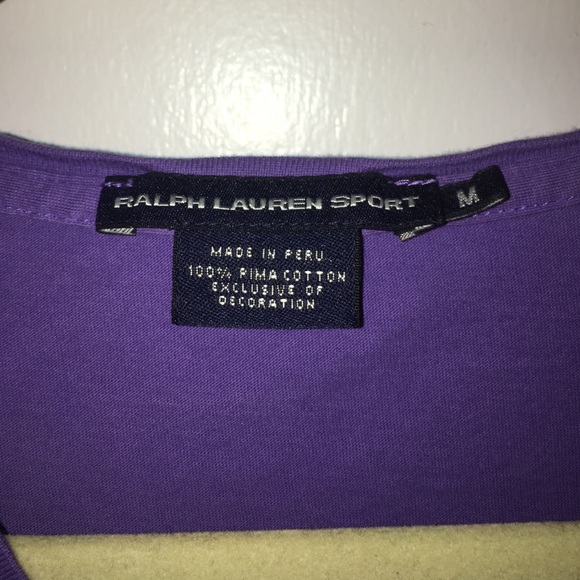 RALPH LAUREN SPORT M
MADE IN PERU
100% PIMA COTTON
EXCLUSIVE OF
DECORATION